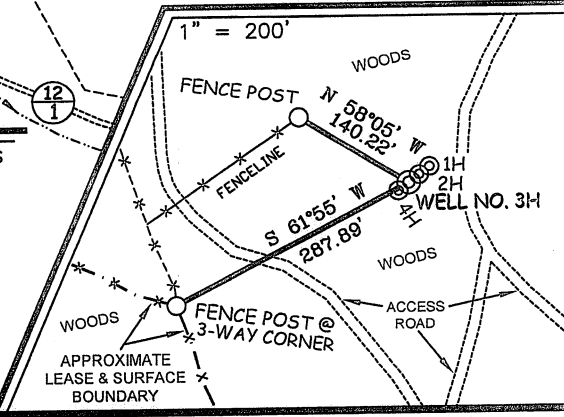 1" = 200'
WOODS
12
1
FENCE POST
N 58°05' W
140.22'
FENCELINE
1H
2H
WELL NO. 3H
4H
S 61°55' W
287.89'
WOODS
ACCESS
ROAD
WOODS
FENCE POST @
3-WAY CORNER
APPROXIMATE
LEASE & SURFACE
BOUNDARY